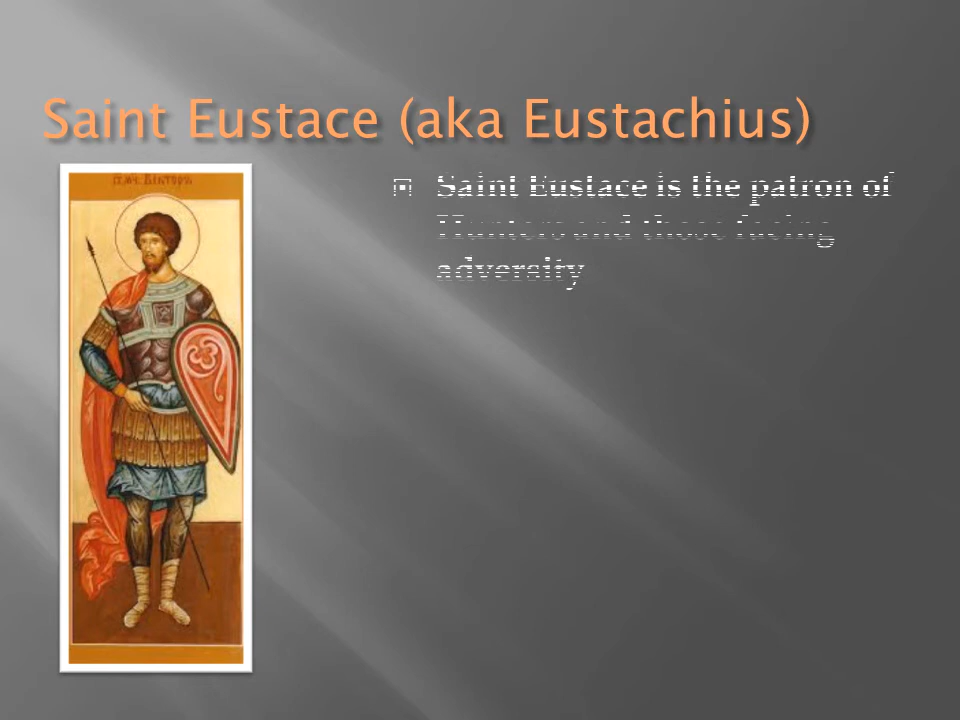 Saint Eustace (aka Eustachius)
Saint Eustace is the patron of
Hunters and those facing
adversity